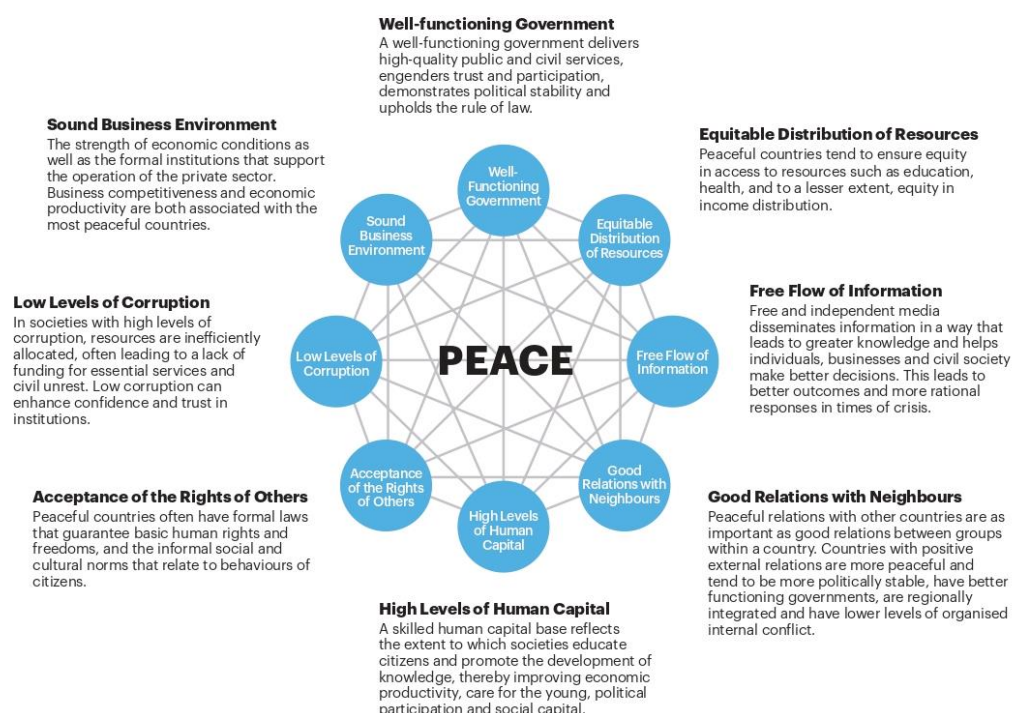 Well-functioning Government
A well-functioning government delivers
high-quality public and civil services,
engenders trust and participation,
demonstrates political stability and
upholds the rule of law.
Sound Business Environment
The strength of economic conditions as
well as the formal institutions that support
the operation of the private sector.
Business competitiveness and economic
productivity are both associated with the
most peaceful countries.
Equitable Distribution of Resources
Peaceful countries tend to ensure equity
in access to resources such as education,
health, and to a lesser extent, equity in
income distribution.
Well-
Functioning
Government
Sound
Business
Environment
Equitable
Distribution
of Resources
Low Levels of Corruption
In societies with high levels of
corruption, resources are inefficiently
allocated, often leading to a lack of
funding for essential services and
civil unrest. Low corruption can
enhance confidence and trust in
institutions.
Low Levels of
Corruption
PEACE
Free Flow of
Information
Free Flow of Information
Free and independent media
disseminates information in a way that
leads to greater knowledge and helps
individuals, businesses and civil society
make better decisions. This leads to
better outcomes and more rational
responses in times of crisis.
Acceptance
of the Rights
of Others
High Levels
of Human
Capital
Good
Relations with
Neighbours
Acceptance of the Rights of Others
Peaceful countries often have formal laws
that guarantee basic human rights and
freedoms, and the informal social and
cultural norms that relate to behaviours of
citizens.
Good Relations with Neighbours
Peaceful relations with other countries are as
important as good relations between groups
within a country. Countries with positive
external relations are more peaceful and
tend to be more politically stable, have better
functioning governments, are regionally
integrated and have lower levels of organised
internal conflict.
High Levels of Human Capital
A skilled human capital base reflects
the extent to which societies educate
citizens and promote the development of
knowledge, thereby improving economic
productivity, care for the young, political
participation and social capital.